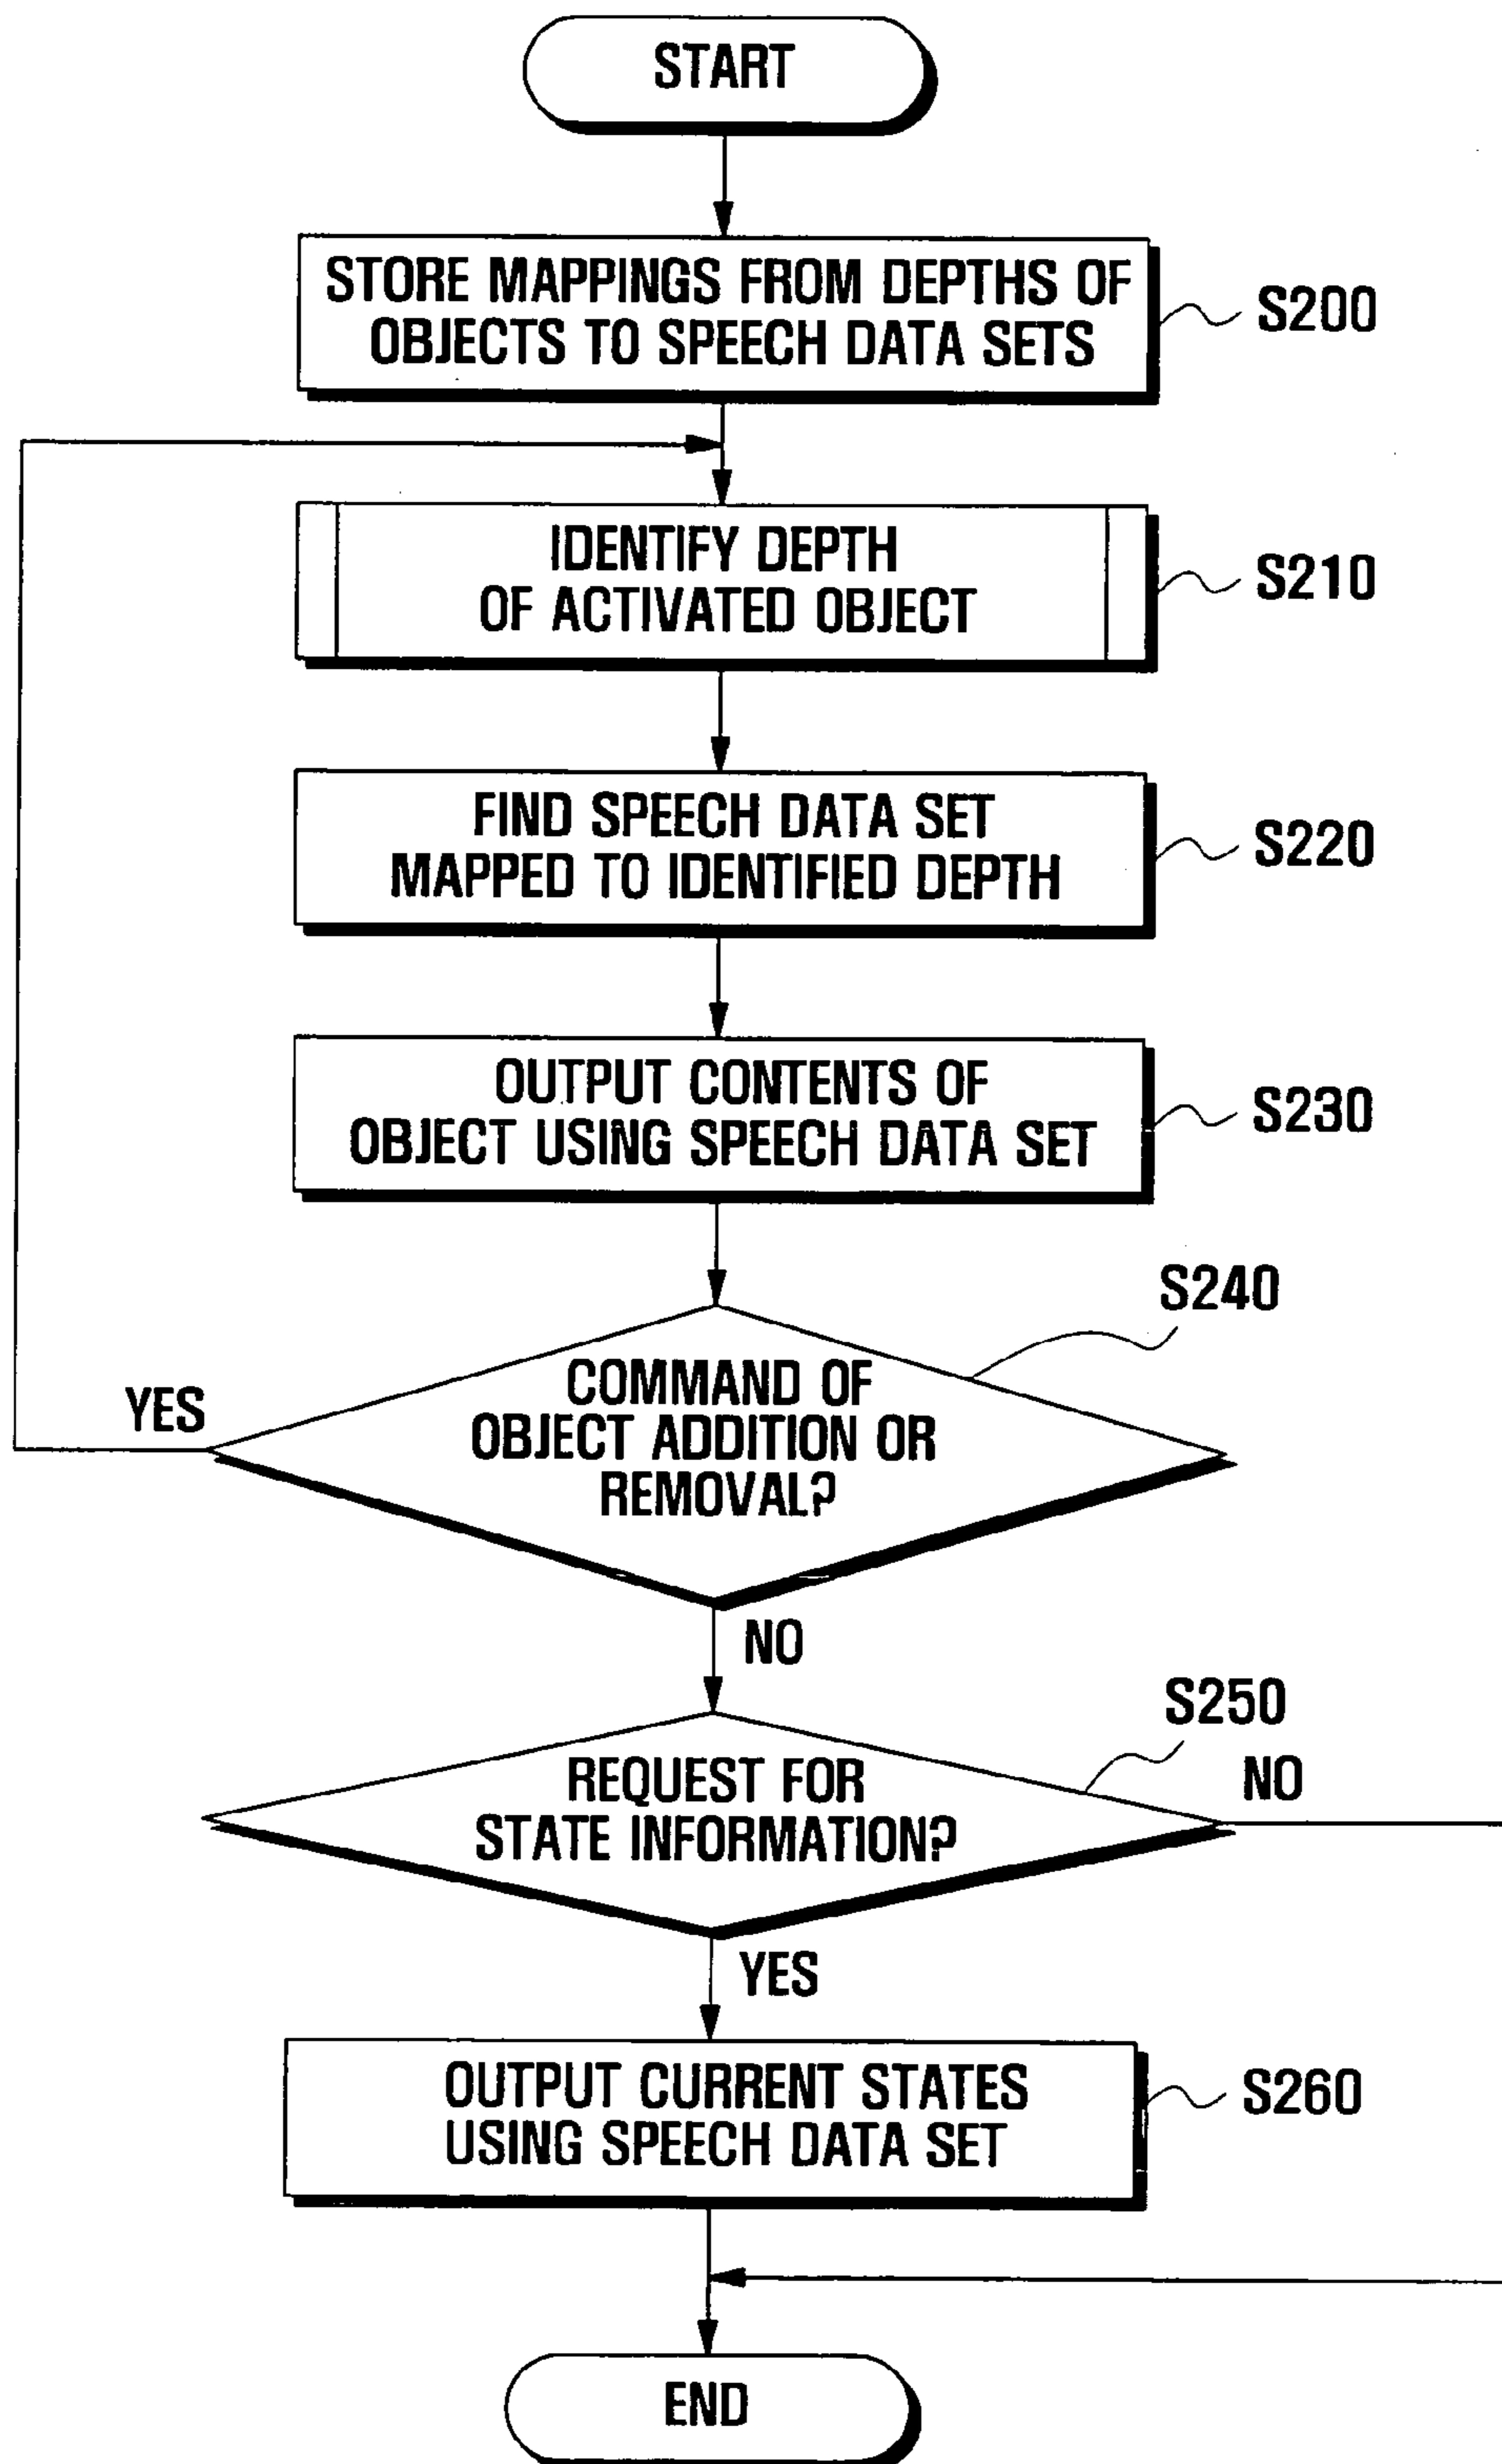 START
STORE MAPPINGS FROM DEPTHS OF
OBJECTS TO SPEECH DATA SETS
S200
IDENTIFY DEPTH
OF ACTIVATED OBJECT
S210
FIND SPEECH DATA SET
MAPPED TO IDENTIFIED DEPTH
S220
OUTPUT CONTENTS OF
OBJECT USING SPEECH DATA SET
S230
S240
COMMAND OF
OBJECT ADDITION OR
REMOVAL?
YES
NO
S250
REQUEST FOR
STATE INFORMATION?
NO
YES
OUTPUT CURRENT STATES
USING SPEECH DATA SET
S260
END